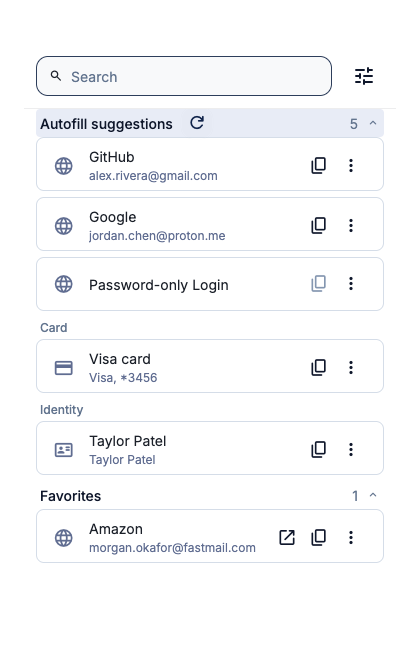 Search
Autofill suggestions 5
GitHub
alex.rivera@gmail.com
Google
jordan.chen@proton.me
Password-only Login
Card
Visa card
Visa, *3456
Identity
Taylor Patel
Taylor Patel
Favorites 1
Amazon
morgan.okafor@fastmail.com